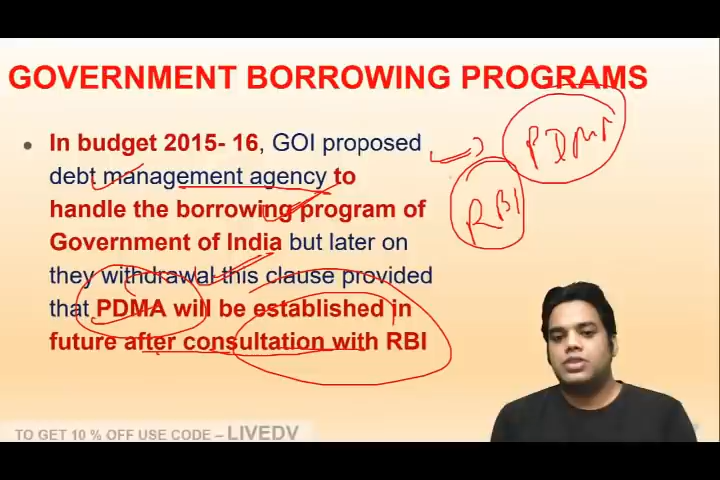 GOVERNMENT BORROWING PROGRAMS
• In budget 2015- 16, GOI proposed
debt management agency to
handle the borrowing program of
Government of India but later on
they withdrawal this clause provided
that PDMA will be established in
future after consultation with RBI
PDMA
RBI
TO GET 10 % OFF USE CODE – LIVEDV